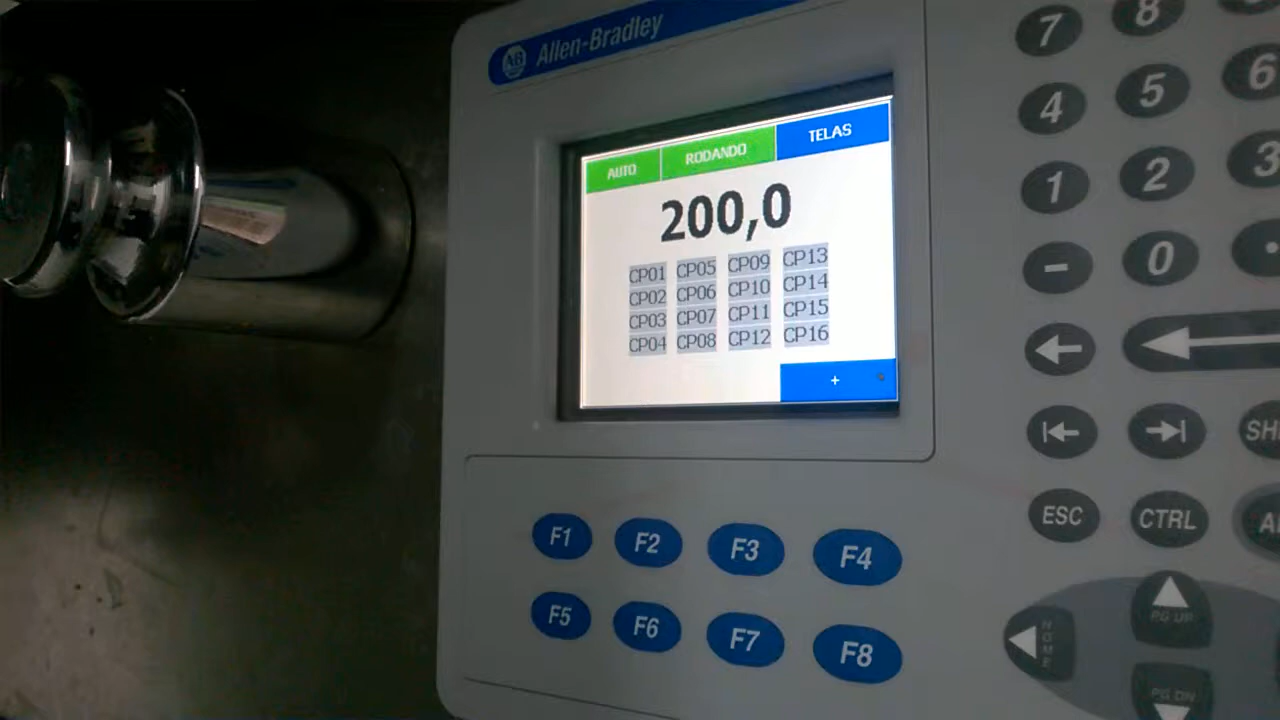 AB Allen-Bradley
AUTO RODANDO TELAS
200,0
CP01 CP05 CP09 CP13
CP02 CP06 CP10 CP14
CP03 CP07 CP11 CP15
CP04 CP08 CP12 CP16
+
F1 F2 F3 F4
F5 F6 F7 F8
7 8
4 5 6
1 2 3
- 0 .
ESC CTRL
HOME
PG UP
PG DN